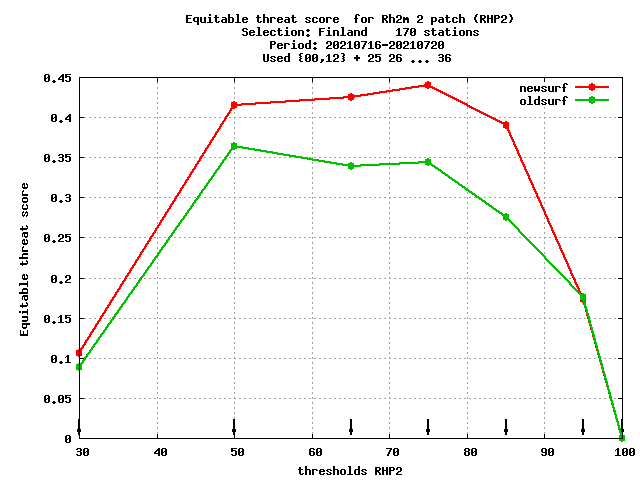 Equitable threat score  for Rh2m 2 patch (RHP2)
Selection: Finland    170 stations
Period: 20210716-20210720
Used {00,12} + 25 26 ... 36
newsurf
oldsurf
Equitable threat score
0.45
0.4
0.35
0.3
0.25
0.2
0.15
0.1
0.05
0
30 40 50 60 70 80 90 100
thresholds RHP2